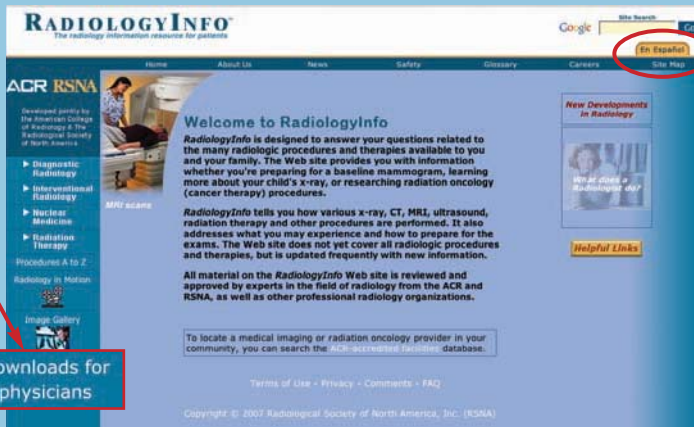 RADIOLOGYINFO™
The radiology information resource for patients
Google
Site Search
En Español
Home About Us News Safety Glossary Careers Site Map
ACR RSNA
Developed jointly by
the American College
of Radiology & The
Radiological Society
of North America
Diagnostic
Radiology
Interventional
Radiology
Nuclear
Medicine
Radiation
Therapy
Procedures A to Z
Radiology in Motion
Image Gallery
ownloads for
physicians
MRI scans
Welcome to RadiologyInfo
RadiologyInfo is designed to answer your questions related to
the many radiologic procedures and therapies available to you
and your family. The Web site provides you with information
whether you're preparing for a baseline mammogram, learning
more about your child's x-ray, or researching radiation oncology
(cancer therapy) procedures.
RadiologyInfo tells you how various x-ray, CT, MRI, ultrasound,
radiation therapy and other procedures are performed. It also
addresses what you may experience and how to prepare for the
exams. The Web site does not yet cover all radiologic procedures
and therapies, but is updated frequently with new information.
All material on the RadiologyInfo Web site is reviewed and
approved by experts in the field of radiology from the ACR and
RSNA, as well as other professional radiology organizations.
To locate a medical imaging or radiation oncology provider in your
community, you can search the ACR-accredited facilities database.
New Developments
in Radiology
What does a
Radiologist do?
Helpful Links
Terms of Use - Privacy - Comments - FAQ
Copyright © 2007 Radiological Society of North America, Inc. (RSNA)